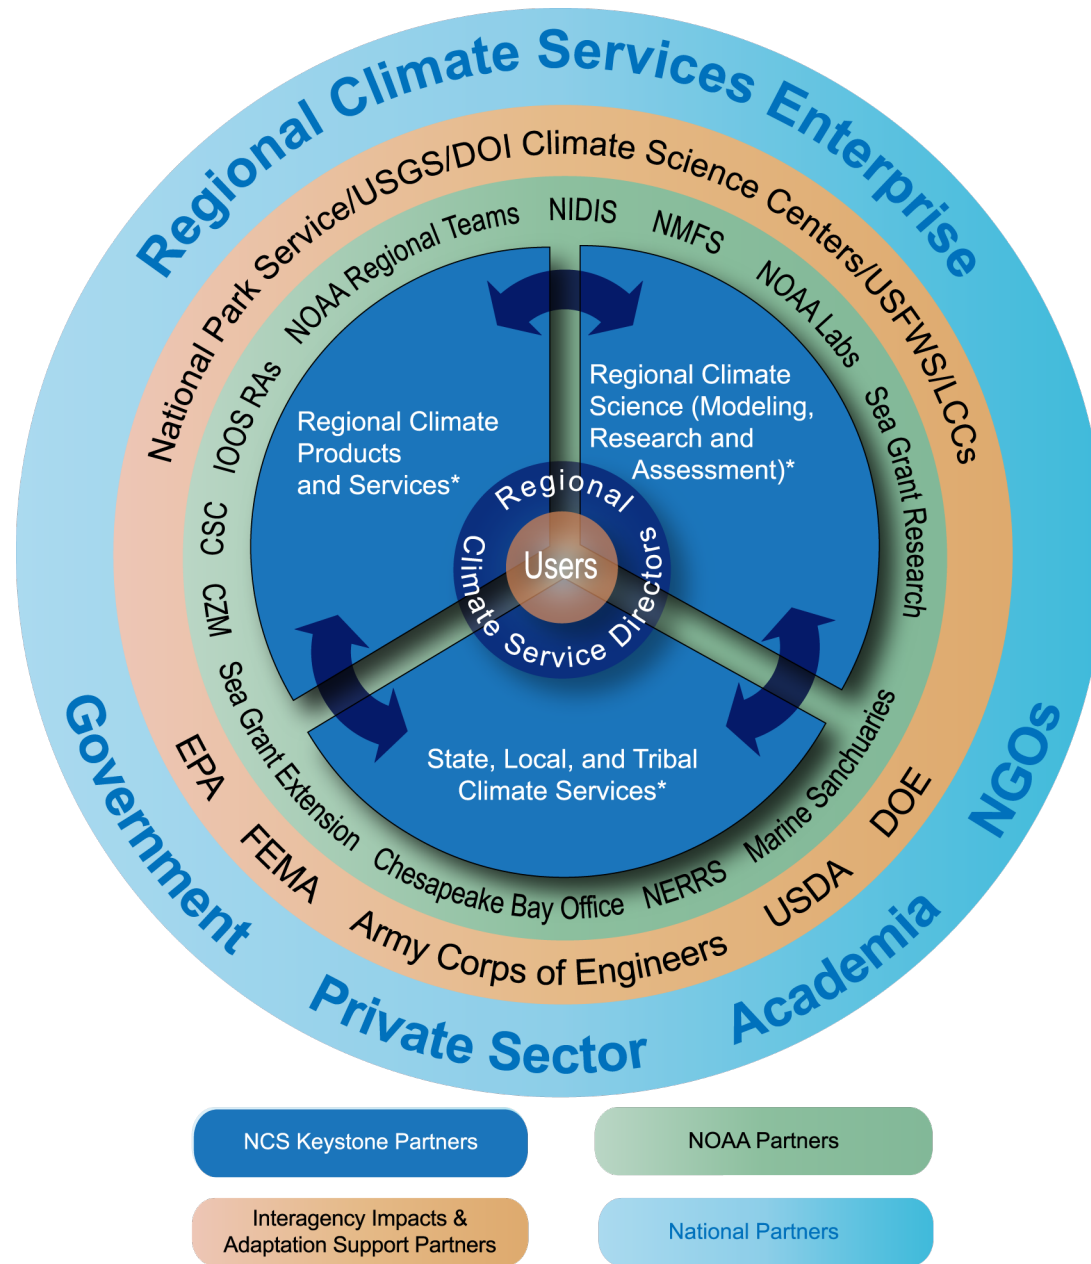 Regional Climate Services Enterprise
National Park Service/USGS/DOI Climate Science Centers/USFWS/LCCs
NOAA Regional Teams
NIDIS
NMFS
NOAA Labs
Sea Grant Research
IOOS RAs
CSC
CZM
Sea Grant Extension
Chesapeake Bay Office
NERRS
Marine Sanchuaries
Regional Climate
Products
and Services*
Regional Climate
Science (Modeling,
Research and
Assessment)*
Regional
Climate Service Directors
Users
State, Local, and Tribal
Climate Services*
EPA
FEMA
Army Corps of Engineers
USDA
DOE
Government
Private Sector
Academia
NGOs
NCS Keystone Partners
NOAA Partners
Interagency Impacts &
Adaptation Support Partners
National Partners